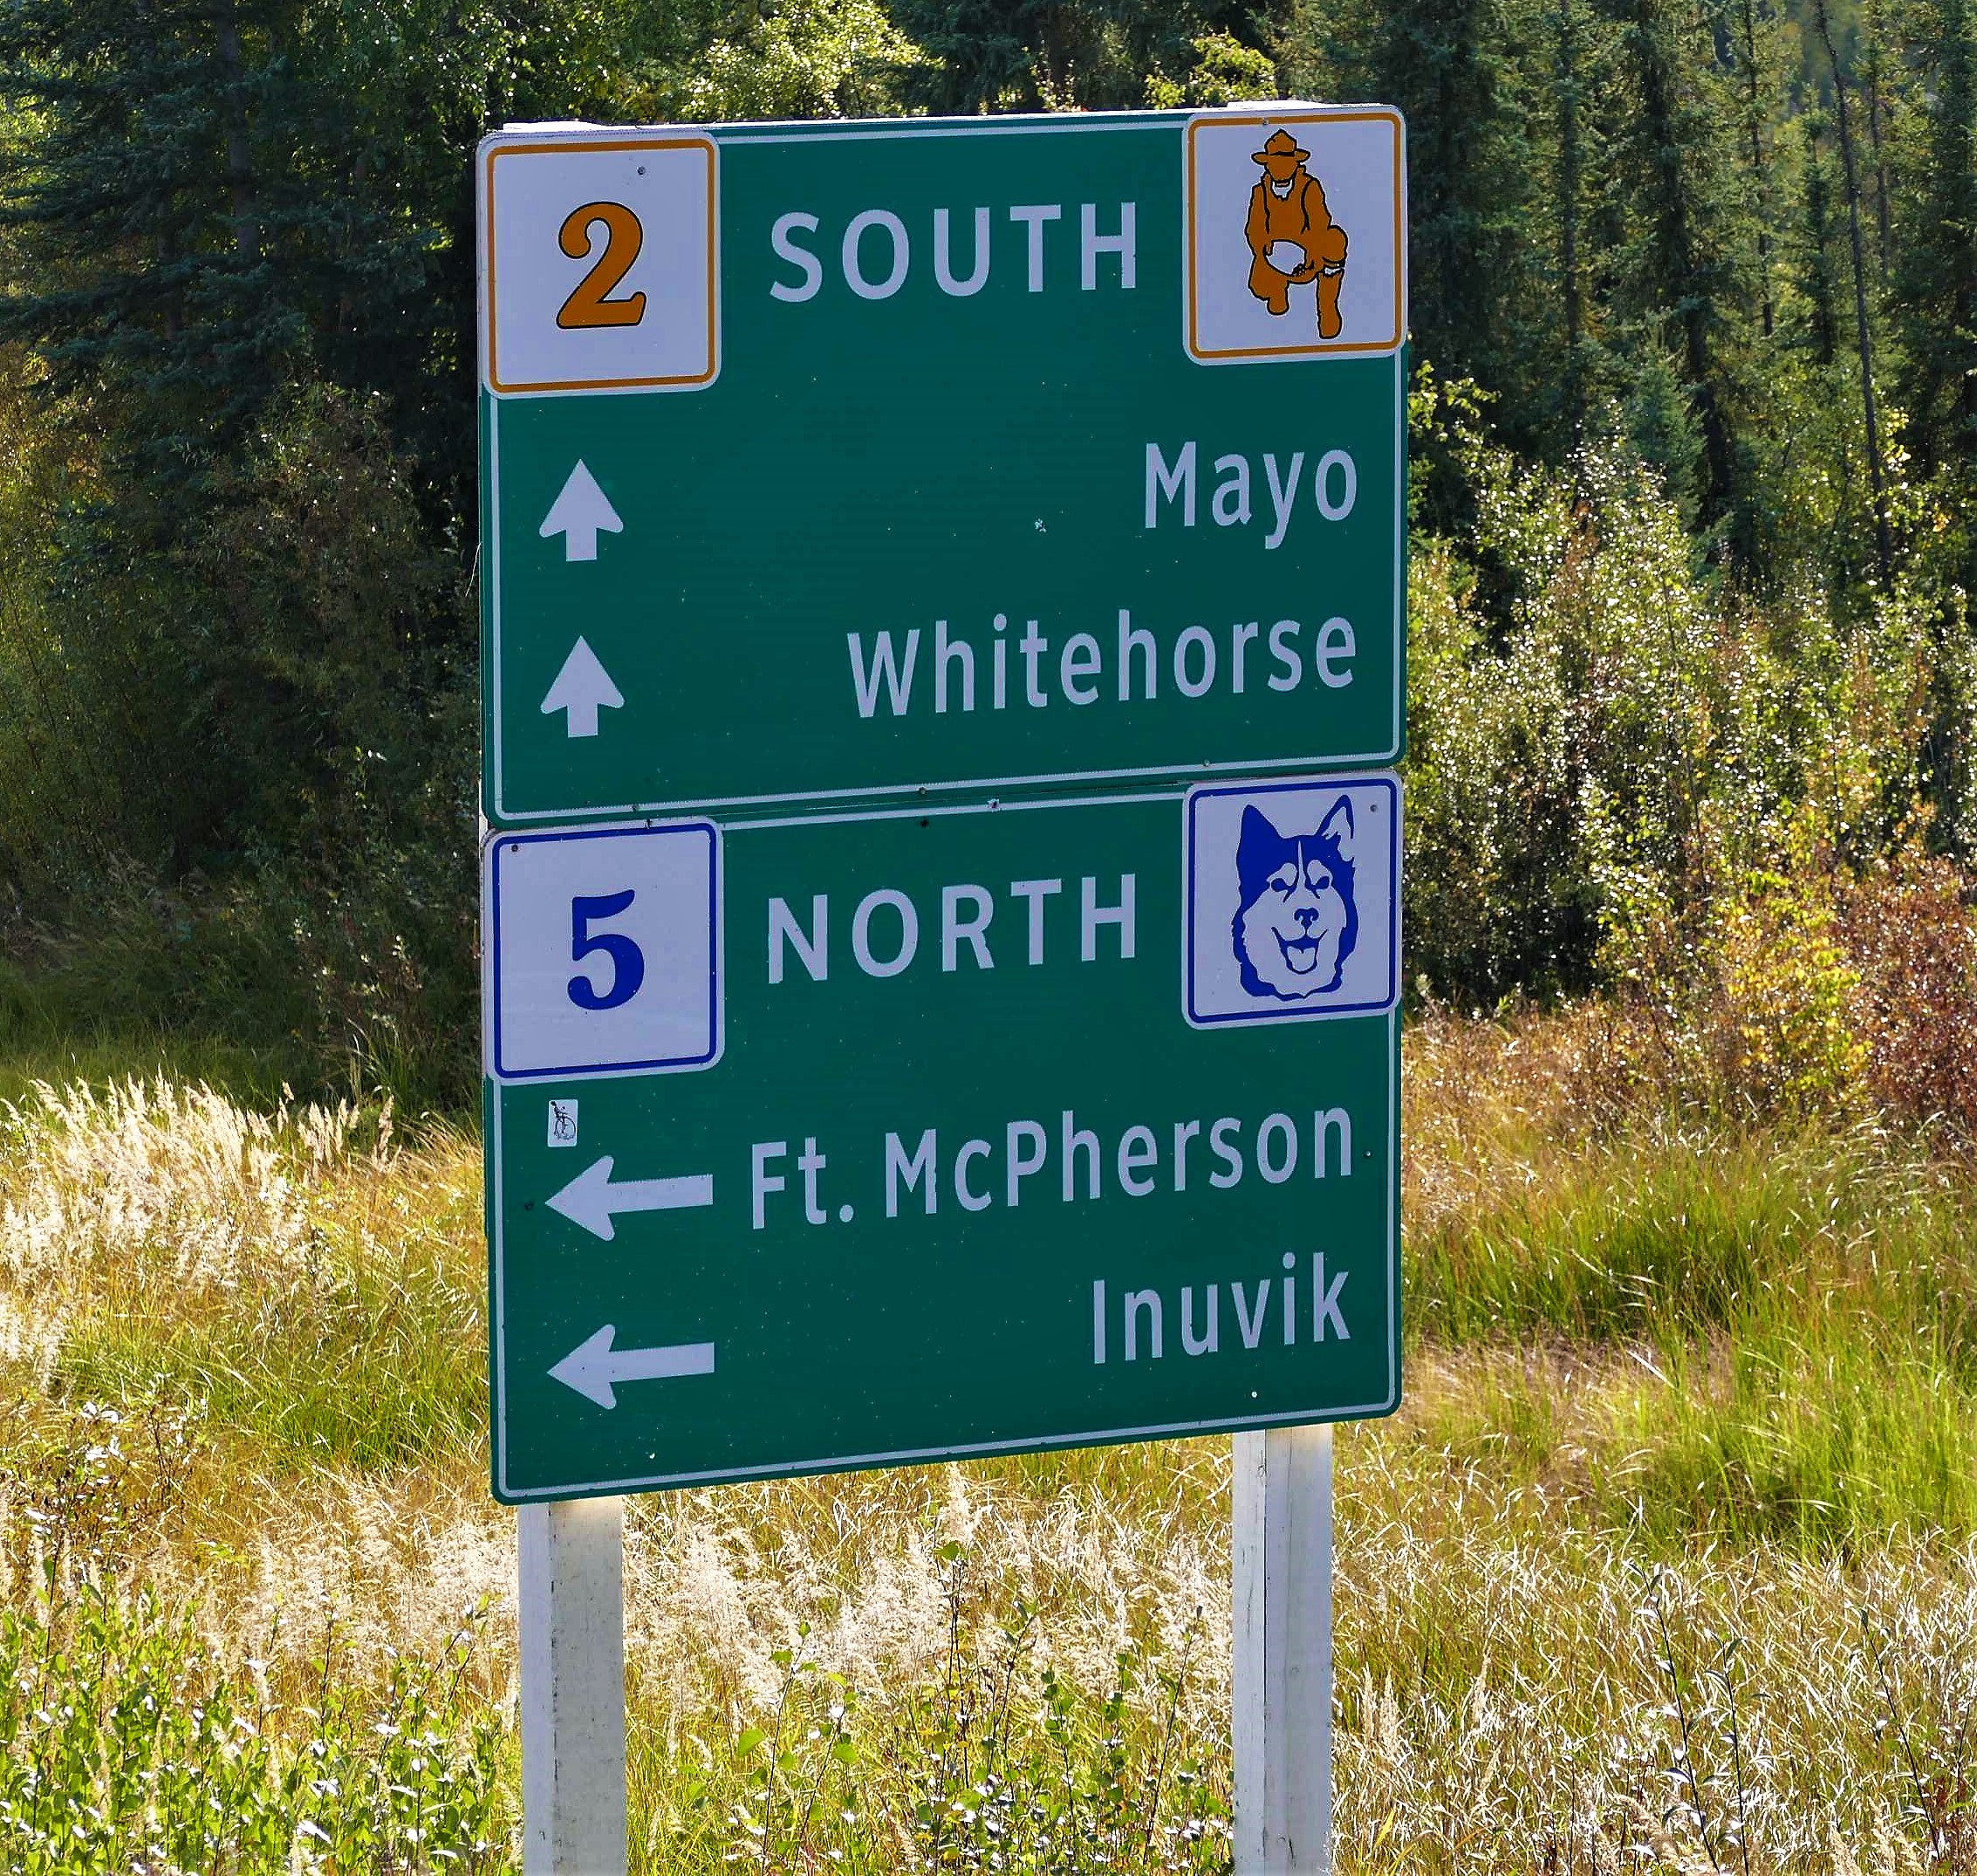 2 SOUTH
Mayo
Whitehorse
5 NORTH
Ft. McPherson
Inuvik